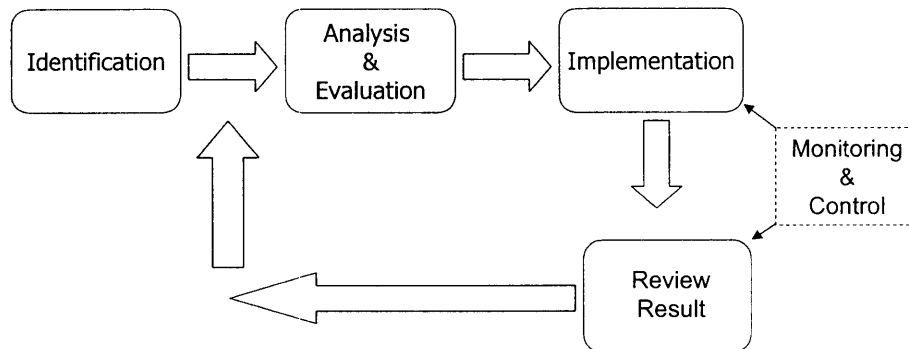 Identification
Analysis
&
Evaluation
Implementation
Monitoring
&
Control
Review
Result